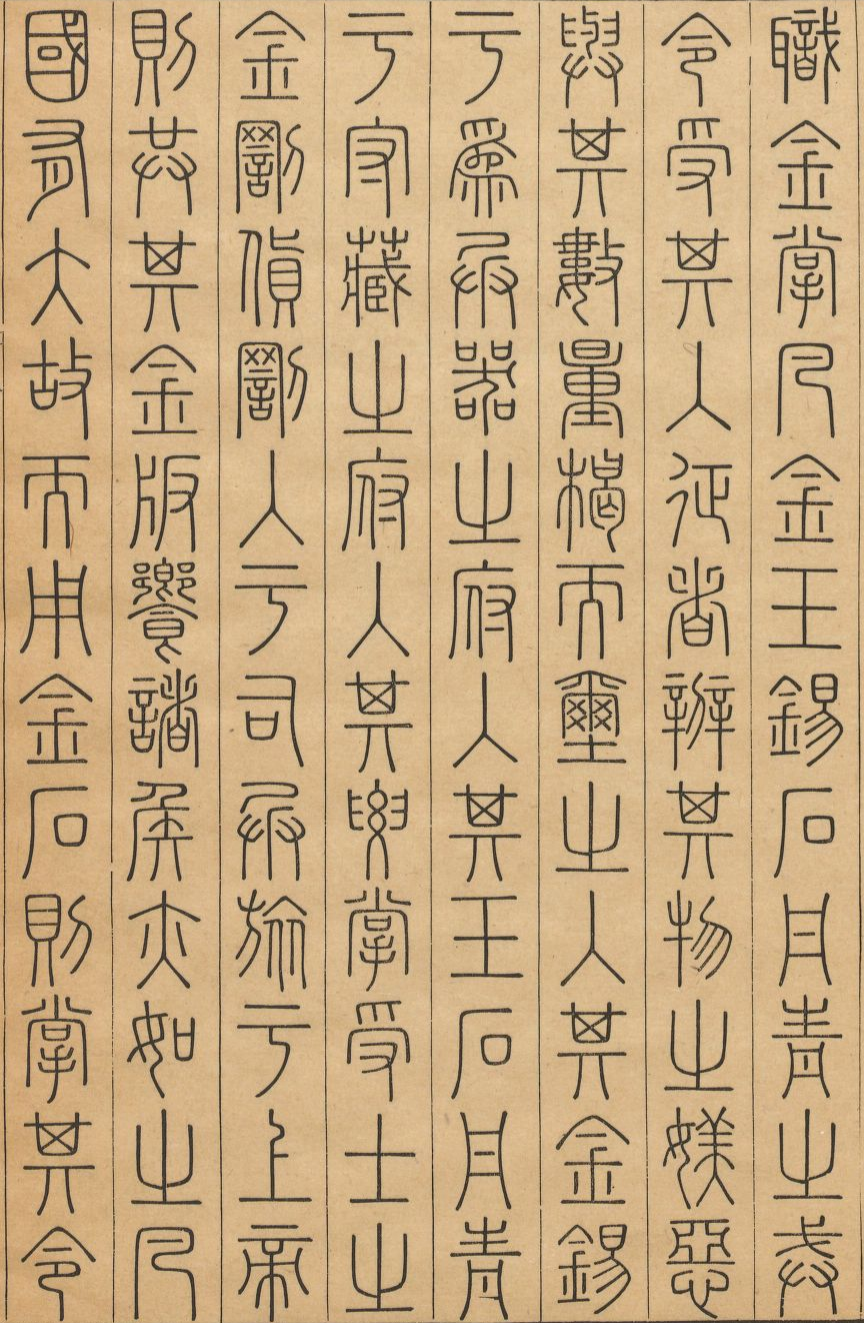 職金掌凡金玉錫石丹青之戒
令受其入征者辨其物之媺惡
與其數量楬而璽之入其金錫
于爲兵器之府入其玉石丹青
于守藏之府入其要掌受士之
金罰貨罰入于司兵旅于上帝
則共其金版饗諸侯亦如之凡
國有大故而用金石則掌其令